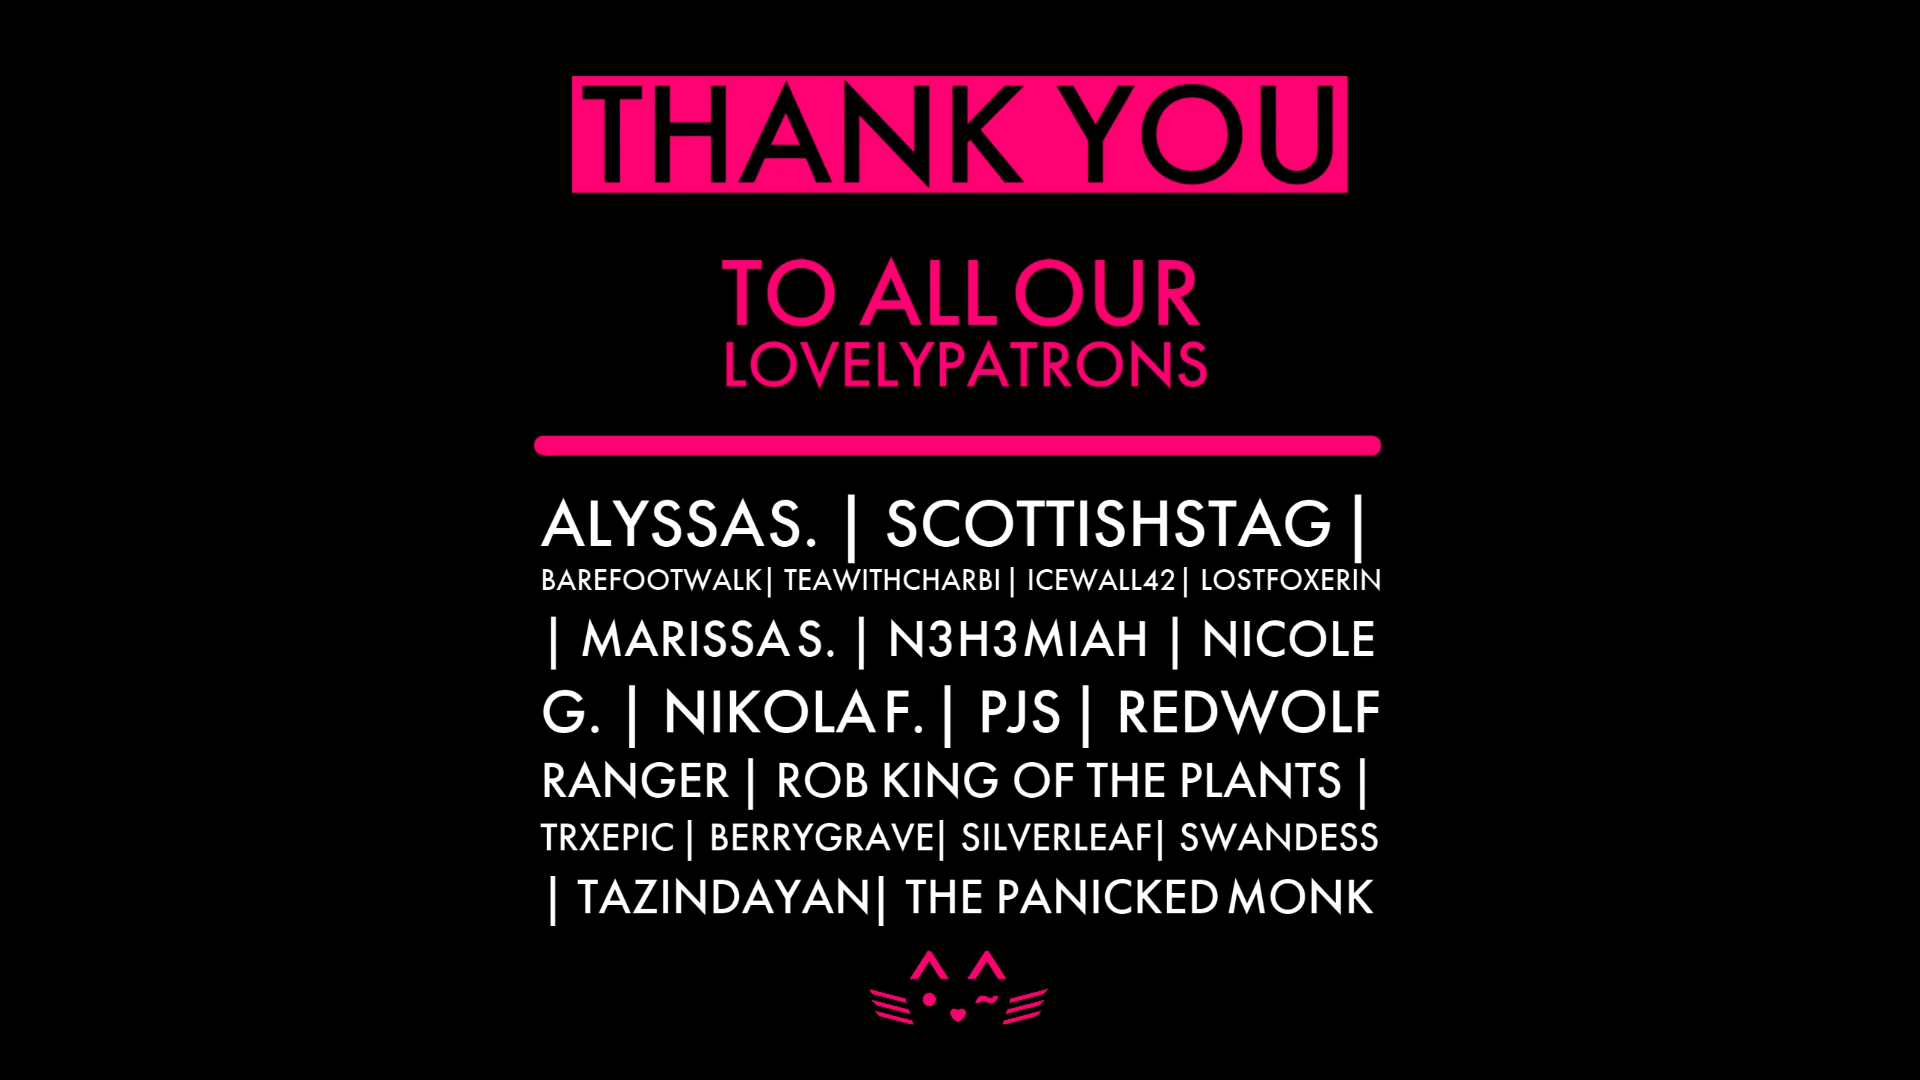 THANK YOU
TO ALL OUR
LOVELYPATRONS
ALYSSAS. | SCOTTISHSTAG |
BAREFOOTWALK| TEAWITHCHARBI | ICEWALL42 | LOSTFOXERIN
| MARISSA S. | N3H3MIAH | NICOLE
G. | NIKOLA F. | PJS | REDWOLF
RANGER | ROB KING OF THE PLANTS |
TRXEPIC | BERRYGRAVE| SILVERLEAF| SWANDESS
| TAZINDAYAN| THE PANICKED MONK